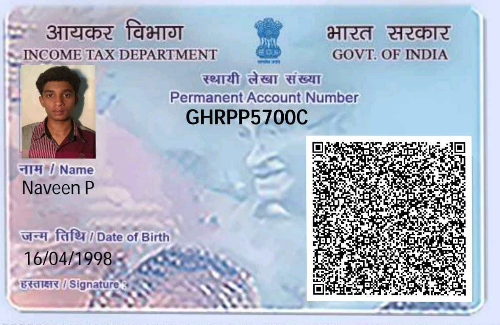 आयकर विभाग
INCOME TAX DEPARTMENT
भारत सरकार
GOVT. OF INDIA
स्थायी लेखा संख्या
Permanent Account Number
GHRPP5700C
नाम / Name
Naveen P
जन्म तिथि / Date of Birth
16/04/1998
हस्ताक्षर / Signature :